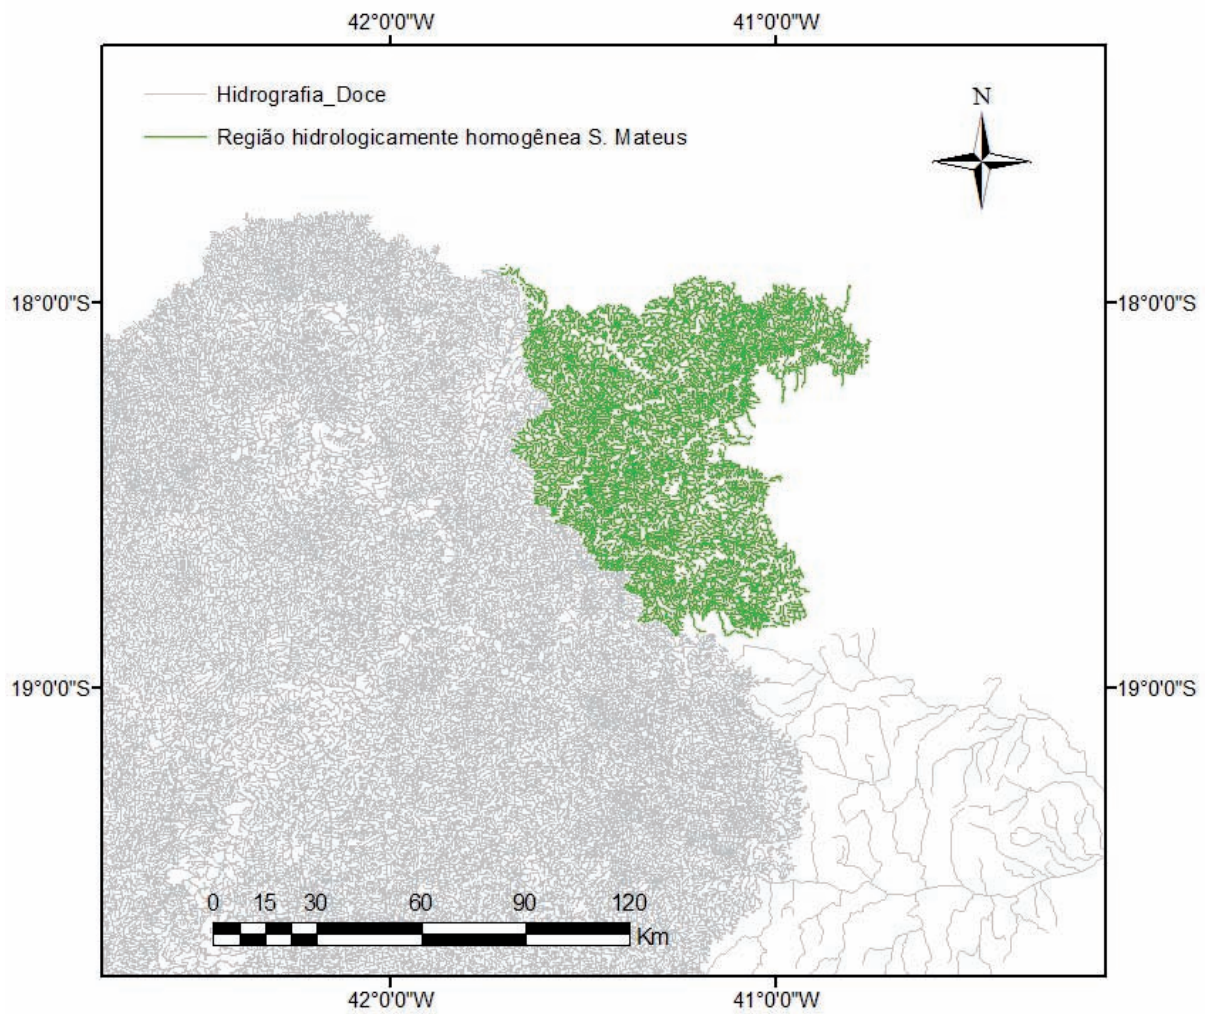 42°0'0"W 41°0'0"W
Hidrografia_Doce
N
Região hidrologicamente homogênea S. Mateus
18°0'0"S 18°0'0"S
19°0'0"S 19°0'0"S
0 15 30 60 90 120
Km
42°0'0"W 41°0'0"W